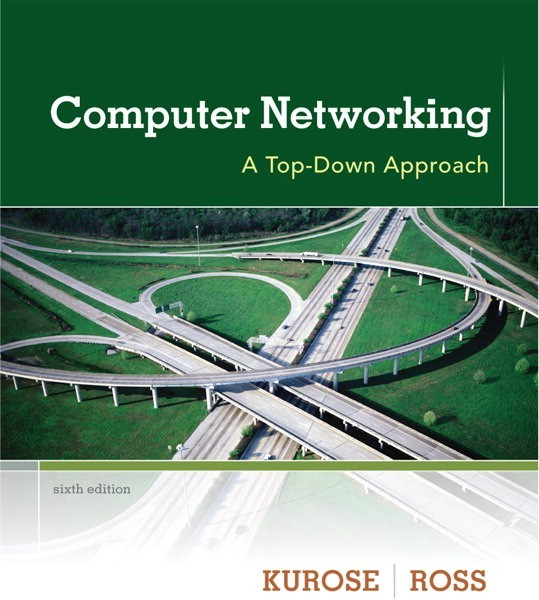 Computer Networking
A Top-Down Approach
sixth edition
KUROSE | ROSS